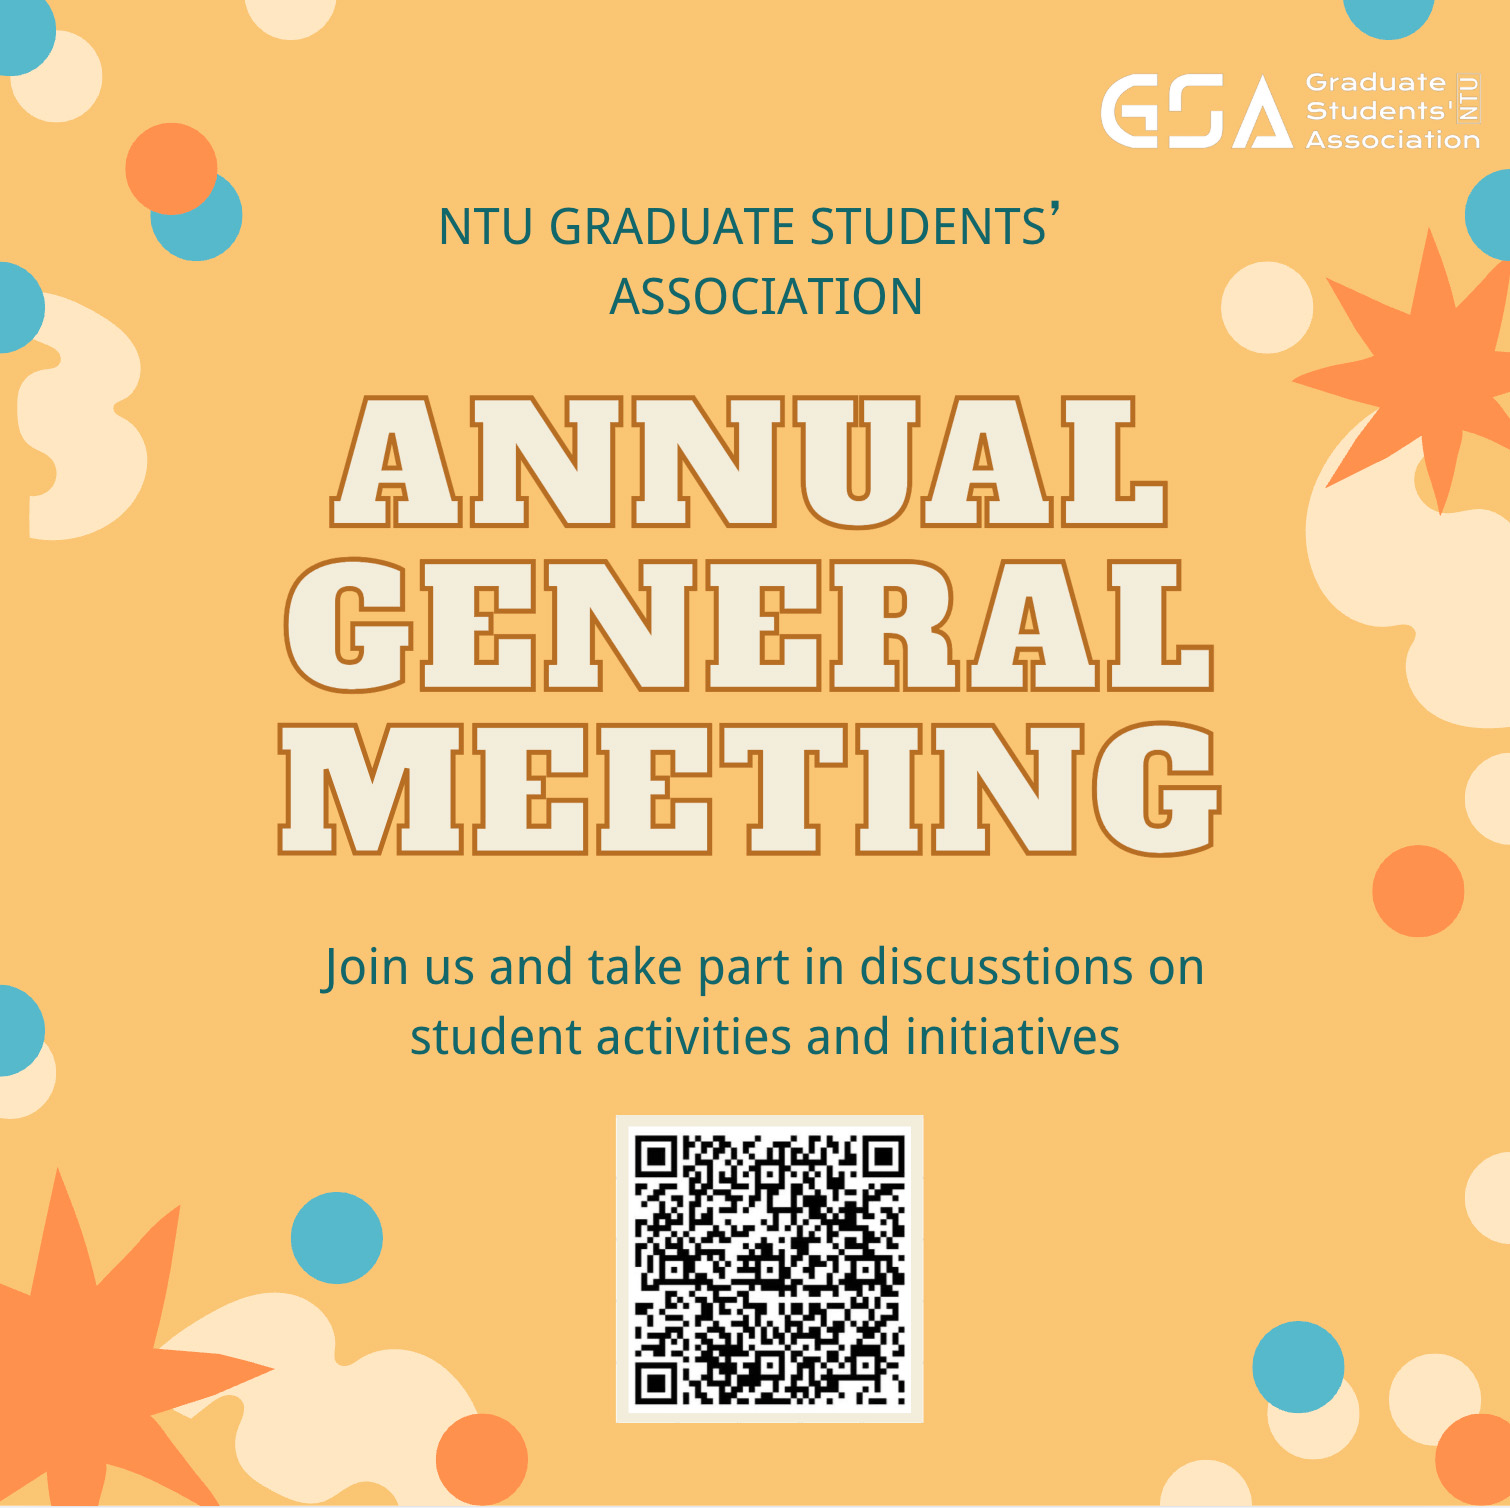 GSA
Graduate
Students'
Association
NTU
NTU GRADUATE STUDENTS’
ASSOCIATION
ANNUAL
GENERAL
MEETING
Join us and take part in discusstions on
student activities and initiatives